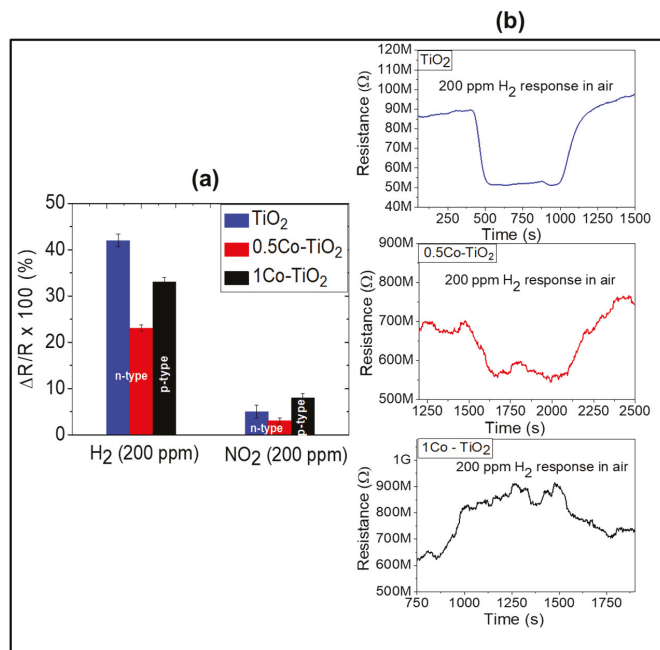 (b)
(a)
ΔR/R x 100 (%)
50
40
30
20
10
0
TiO2
0.5Co-TiO2
1Co-TiO2
n-type
p-type
n-type
p-type
H2 (200 ppm)
NO2 (200 ppm)
TiO2
200 ppm H2 response in air
Resistance (Ω)
120M
110M
100M
90M
80M
70M
60M
50M
40M
250
500
750
1000
1250
1500
Time (s)
0.5Co-TiO2
200 ppm H2 response in air
Resistance (Ω)
900M
800M
700M
600M
500M
1200
1500
1750
2000
2250
2500
Time (s)
1Co - TiO2
200 ppm H2 response in air
Resistance (Ω)
1G
900M
800M
700M
600M
500M
750
1000
1250
1500
1750
Time (s)